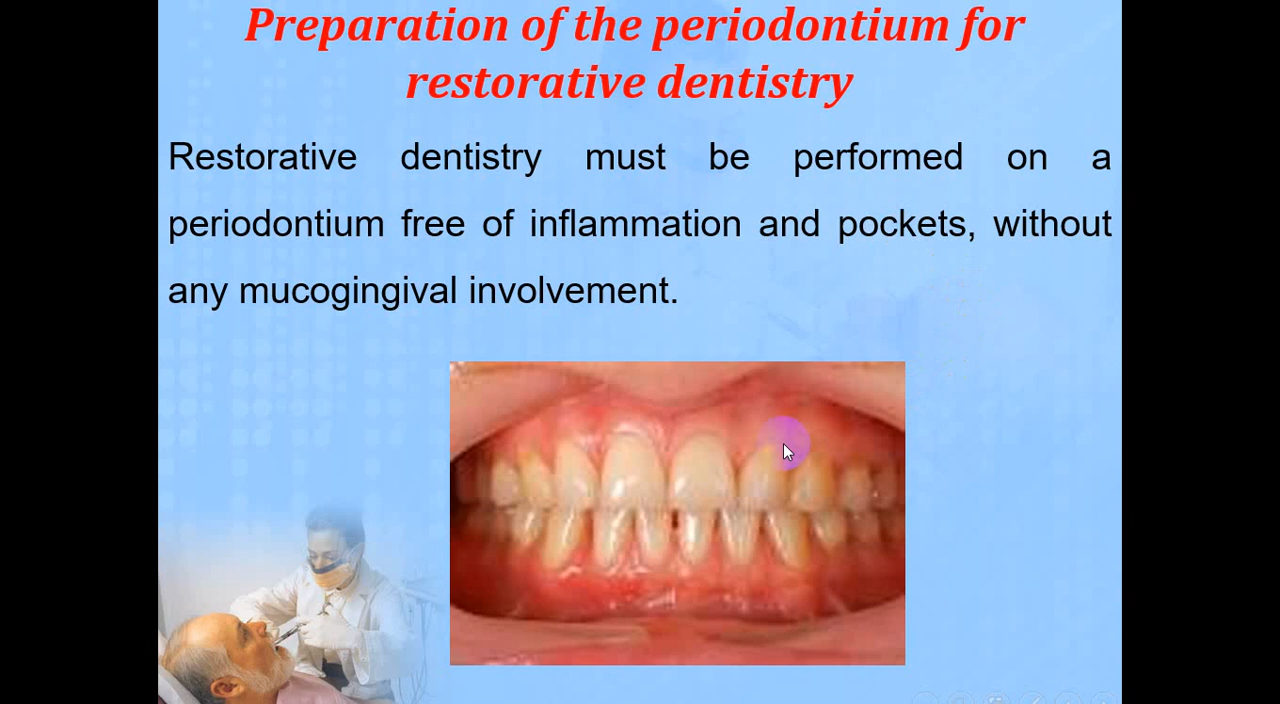 Preparation of the periodontium for
restorative dentistry
Restorative dentistry must be performed on a
periodontium free of inflammation and pockets, without
any mucogingival involvement.